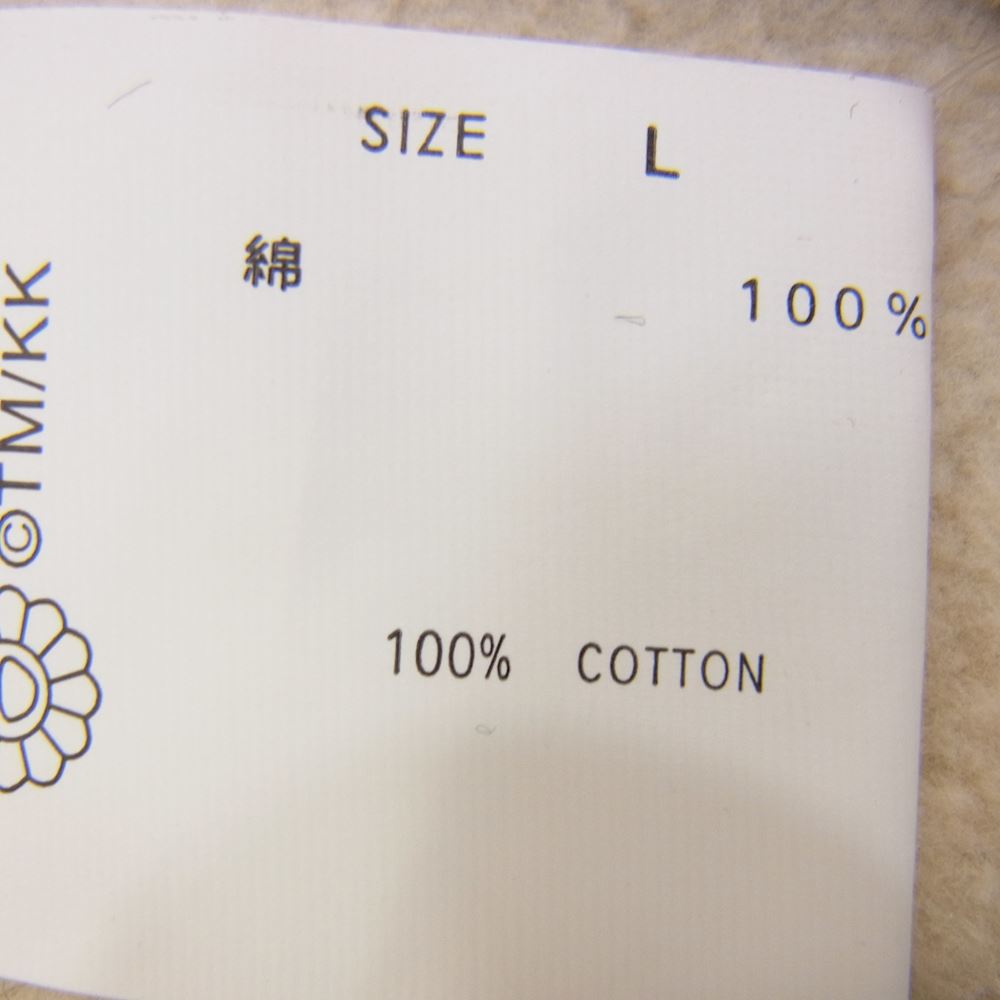 SIZE L
綿 100%
100% COTTON
©TM/KK